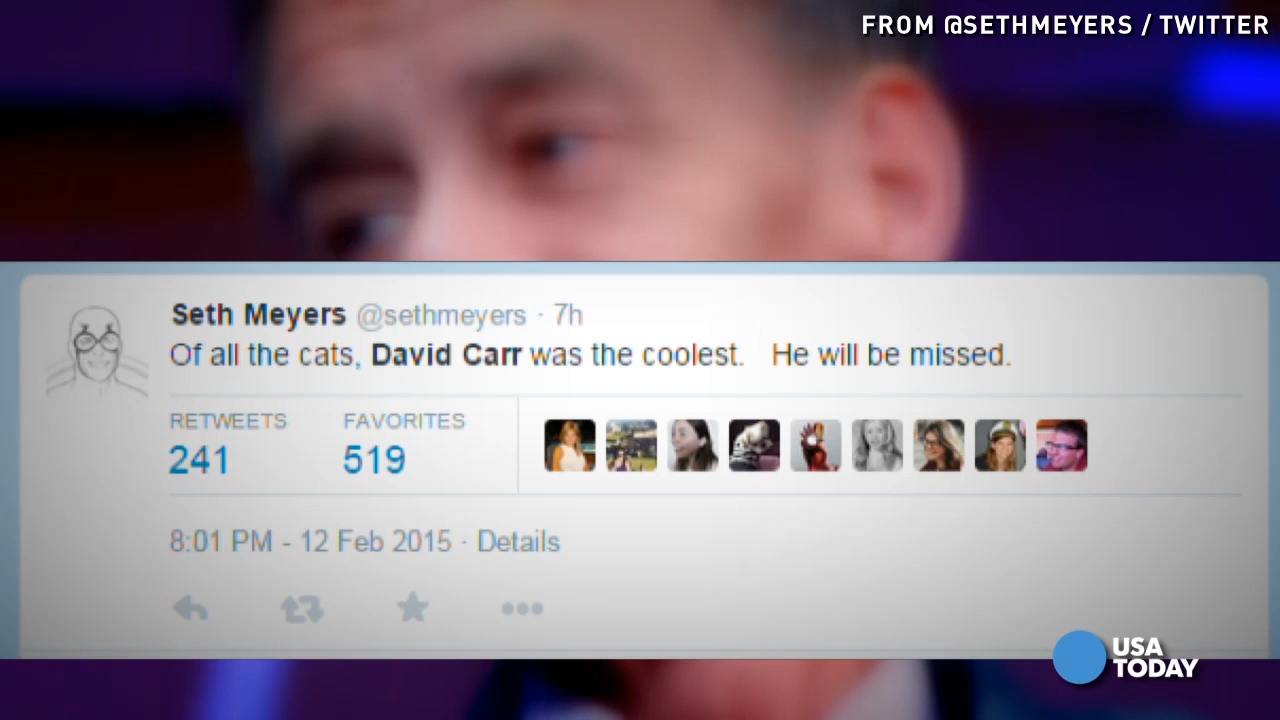 FROM @SETHMEYERS / TWITTER
Seth Meyers @sethmeyers · 7h
Of all the cats, David Carr was the coolest. He will be missed.
RETWEETS FAVORITES
241 519
8:01 PM - 12 Feb 2015 · Details
USA
TODAY